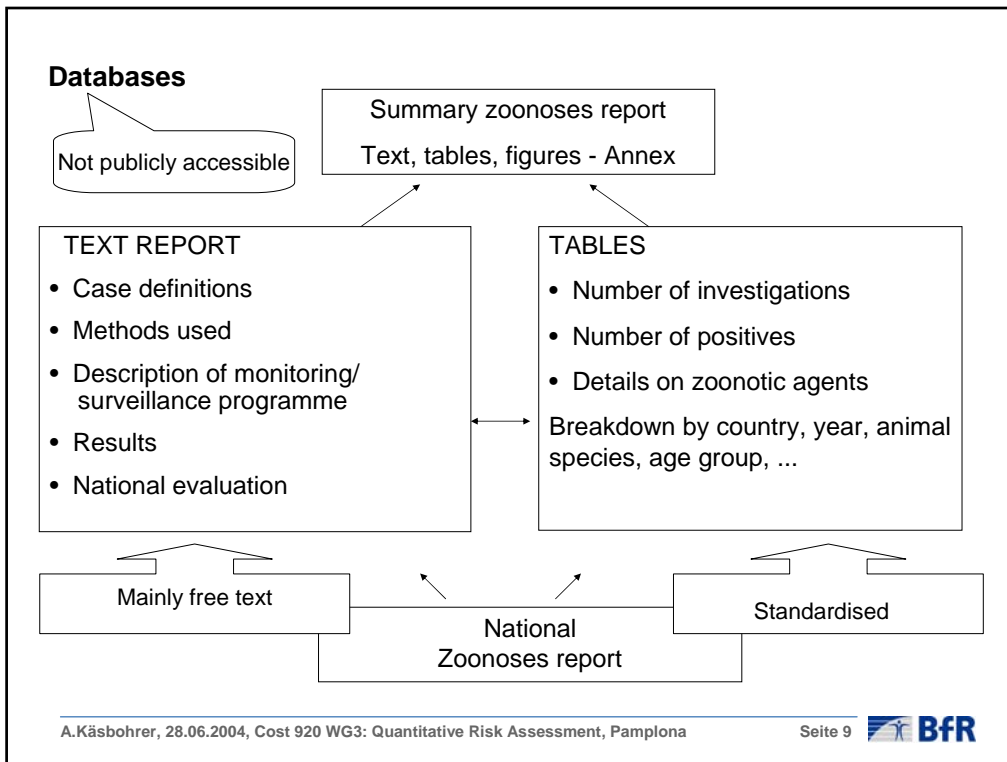 Databases
Not publicly accessible
Summary zoonoses report
Text, tables, figures - Annex
TEXT REPORT
• Case definitions
• Methods used
• Description of monitoring/
surveillance programme
• Results
• National evaluation
TABLES
• Number of investigations
• Number of positives
• Details on zoonotic agents
Breakdown by country, year, animal
species, age group, ...
Mainly free text
National
Zoonoses report
Standardised
A.Käsbohrer, 28.06.2004, Cost 920 WG3: Quantitative Risk Assessment, Pamplona
Seite 9
BfR